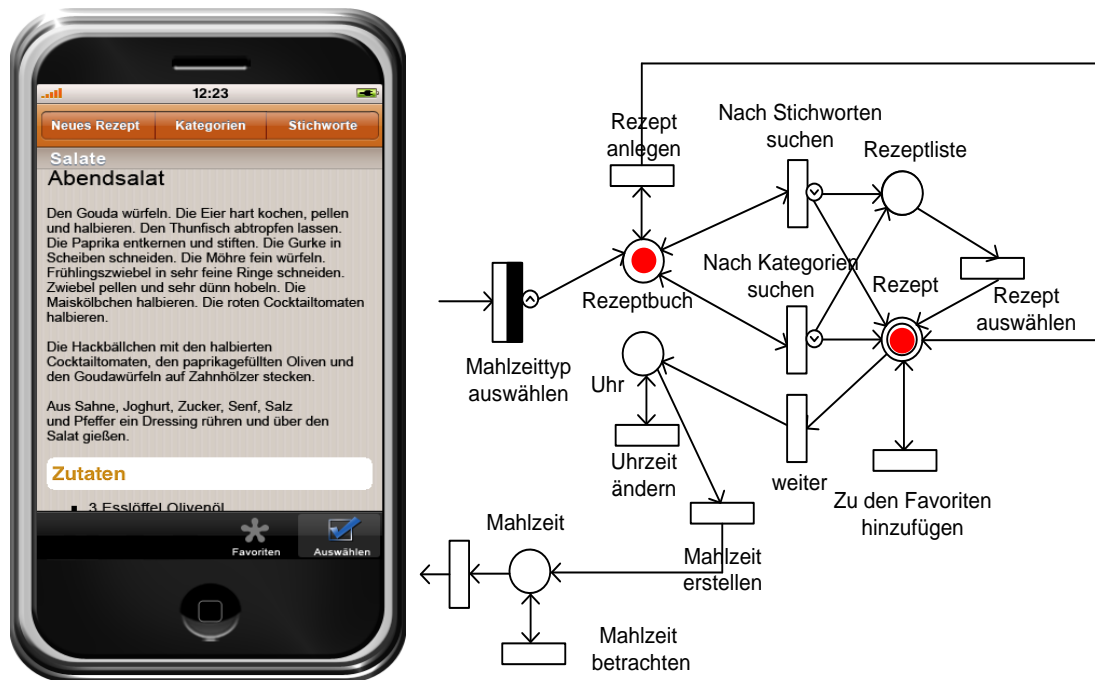 12:23
Neues Rezept Kategorien Stichworte
Salate
Abendsalat
Den Gouda würfeln. Die Eier hart kochen, pellen
und halbieren. Den Thunfisch abtropfen lassen.
Die Paprika entkernen und stiften. Die Gurke in
Scheiben schneiden. Die Möhre fein würfeln.
Frühlingszwiebel in sehr feine Ringe schneiden.
Zwiebel pellen und sehr dünn hobeln. Die
Maiskölbchen halbieren. Die roten Cocktailtomaten
halbieren.
Die Hackbällchen mit den halbierten
Cocktailtomaten, den paprikagefüllten Oliven und
den Goudawürfeln auf Zahnhölzer stecken.
Aus Sahne, Joghurt, Zucker, Senf, Salz
und Pfeffer ein Dressing rühren und über den
Salat gießen.
Zutaten
3 Esslöffel Olivenöl
Favoriten Auswählen
Rezept
anlegen
Nach Stichworten
suchen
Rezeptliste
Rezeptbuch
Nach Kategorien
suchen
Rezept
Rezept
auswählen
Mahlzeittyp
auswählen
Uhr
Uhrzeit
ändern
weiter
Zu den Favoriten
hinzufügen
Mahlzeit
Mahlzeit
erstellen
Mahlzeit
betrachten